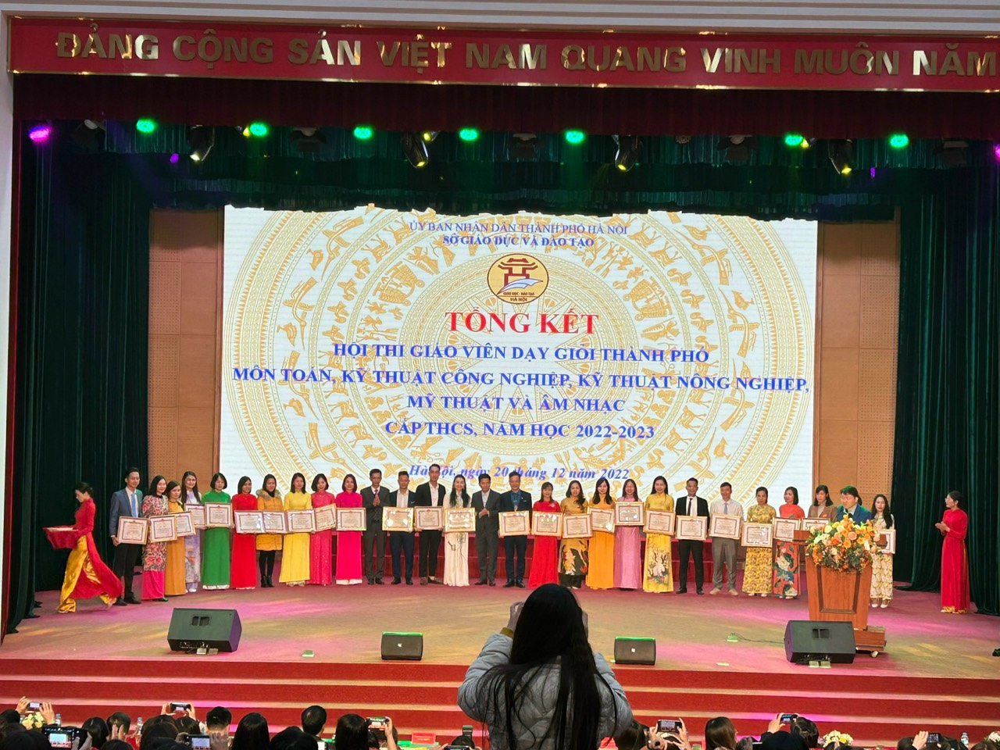 ĐẢNG CỘNG SẢN VIỆT NAM QUANG VINH MUÔN NĂM
ỦY BAN NHÂN DÂN THÀNH PHỐ HÀ NỘI
SỞ GIÁO DỤC VÀ ĐÀO TẠO
GIÁO DỤC - ĐÀO TẠO
HÀ NỘI
TỔNG KẾT
HỘI THI GIÁO VIÊN DẠY GIỎI THÀNH PHỐ
MÔN TOÁN, KỸ THUẬT CÔNG NGHIỆP, KỸ THUẬT NÔNG NGHIỆP,
MỸ THUẬT VÀ ÂM NHẠC
CẤP THCS, NĂM HỌC 2022-2023
Hà Nội, ngày 20 tháng 12 năm 2022